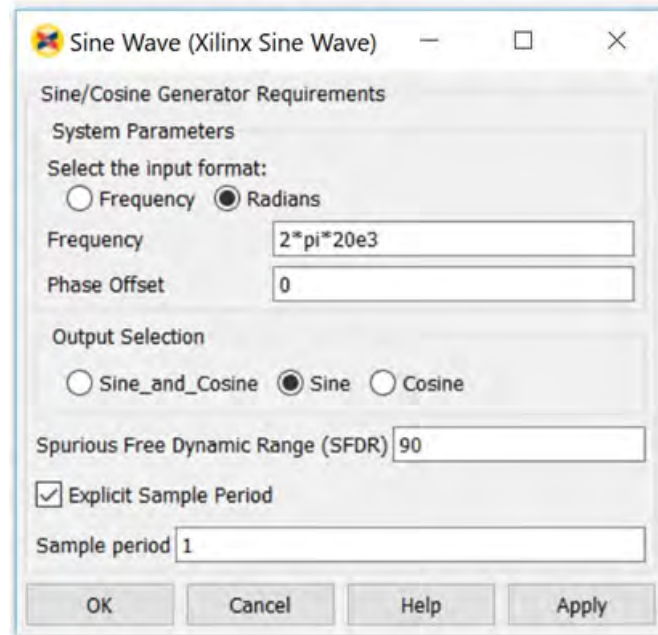 Sine Wave (Xilinx Sine Wave)
Sine/Cosine Generator Requirements
System Parameters
Select the input format:
Frequency Radians
Frequency 2*pi*20e3
Phase Offset 0
Output Selection
Sine_and_Cosine Sine Cosine
Spurious Free Dynamic Range (SFDR) 90
Explicit Sample Period
Sample period 1
OK Cancel Help Apply